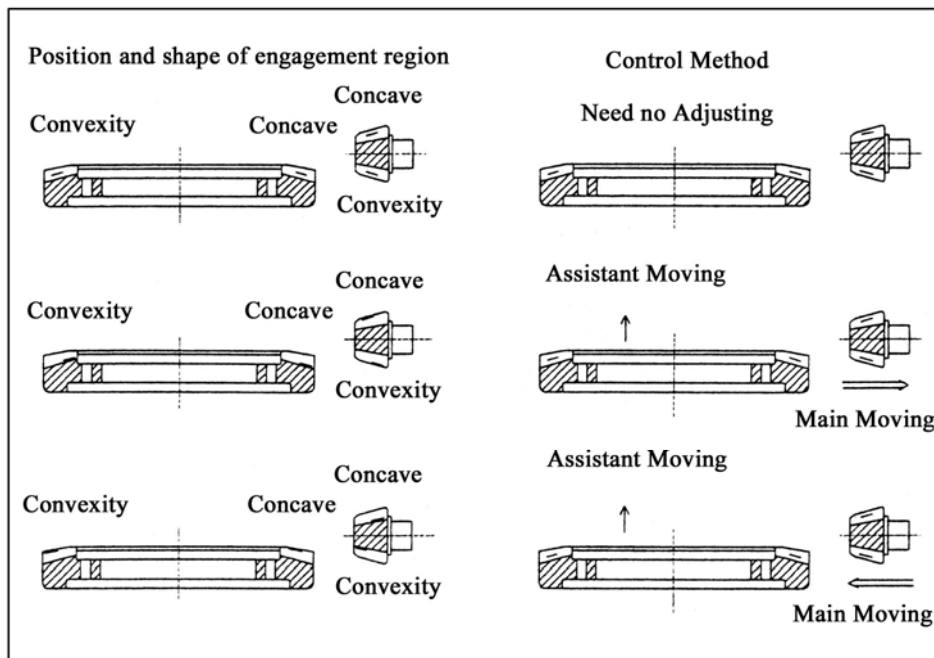 Position and shape of engagement region
Control Method
Concave
Need no Adjusting
Convexity
Concave
Convexity
Assistant Moving
Concave
Convexity
Concave
Convexity
Main Moving
Assistant Moving
Concave
Convexity
Concave
Convexity
Main Moving